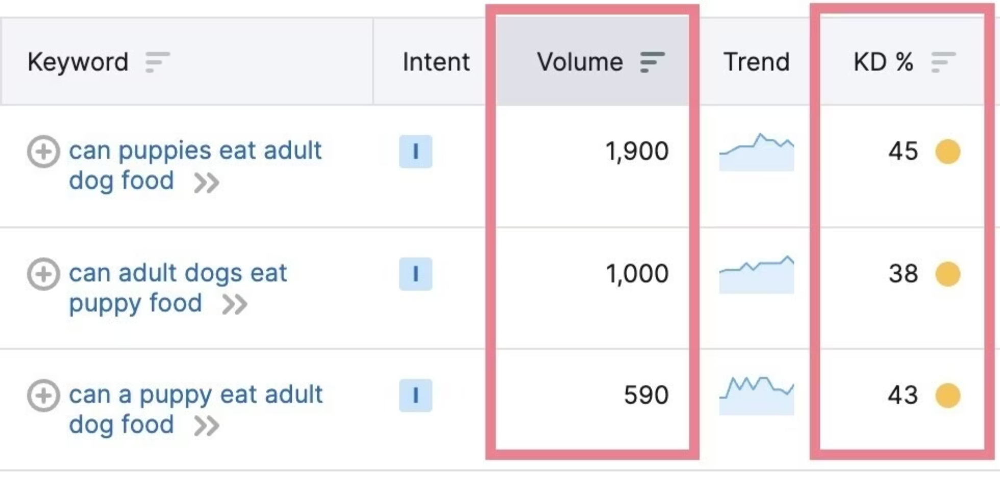 Keyword Intent Volume Trend KD %
can puppies eat adult I 1,900 45
dog food
can adult dogs eat I 1,000 38
puppy food
can a puppy eat adult I 590 43
dog food